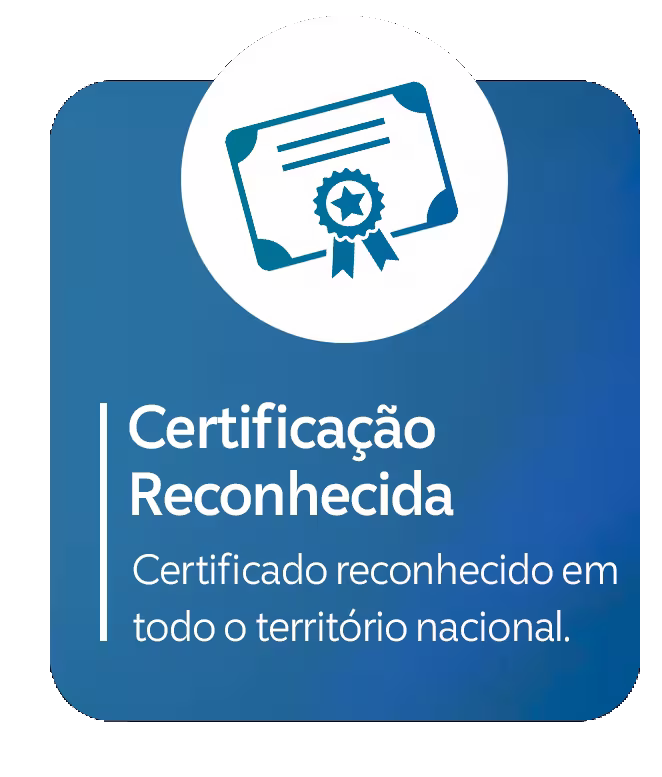 Certificação
Reconhecida
Certificado reconhecido em
todo o território nacional.